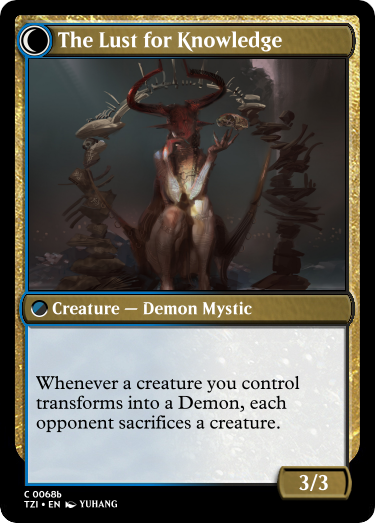 The Lust for Knowledge
Creature — Demon Mystic
Whenever a creature you control
transforms into a Demon, each
opponent sacrifices a creature.
3/3
C 0068b
TZI • EN YUHANG